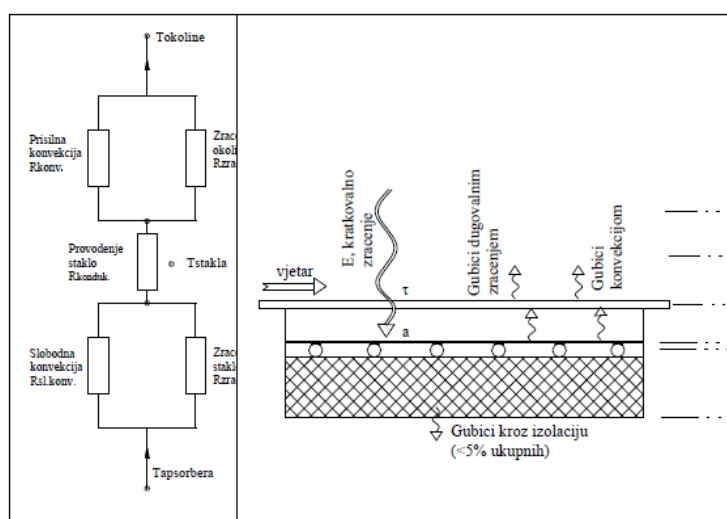 Tokoline
Prisilna
konvekcija
Rkonv.
Provodenje
staklo
Rkonduk.
Tstakla
Slobodna
konvekcija
Rsl.konv.
Tapsorbera
E, kratkovalno
zracenje
Gubici dugovalnim
zracenjem
Gubici
konvekcijom
vjetar
τ
a
Gubici kroz izolaciju
(<5% ukupnih)